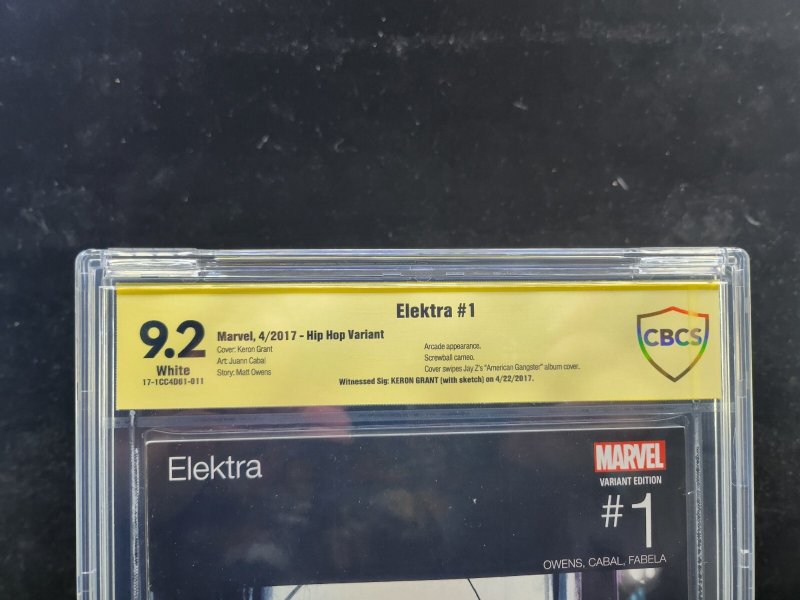 Elektra #1
9.2
White
17-1CC4D61-011
Marvel, 4/2017 - Hip Hop Variant
Cover: Keron Grant
Art: Juann Cabal
Story: Matt Owens
Arcade appearance.
Screwball cameo.
Cover swipes Jay Z's "American Gangster" album cover.
Witnessed Sig: KERON GRANT (with sketch) on 4/22/2017.
CBCS
Elektra
MARVEL
VARIANT EDITION
#1
OWENS, CABAL, FABELA